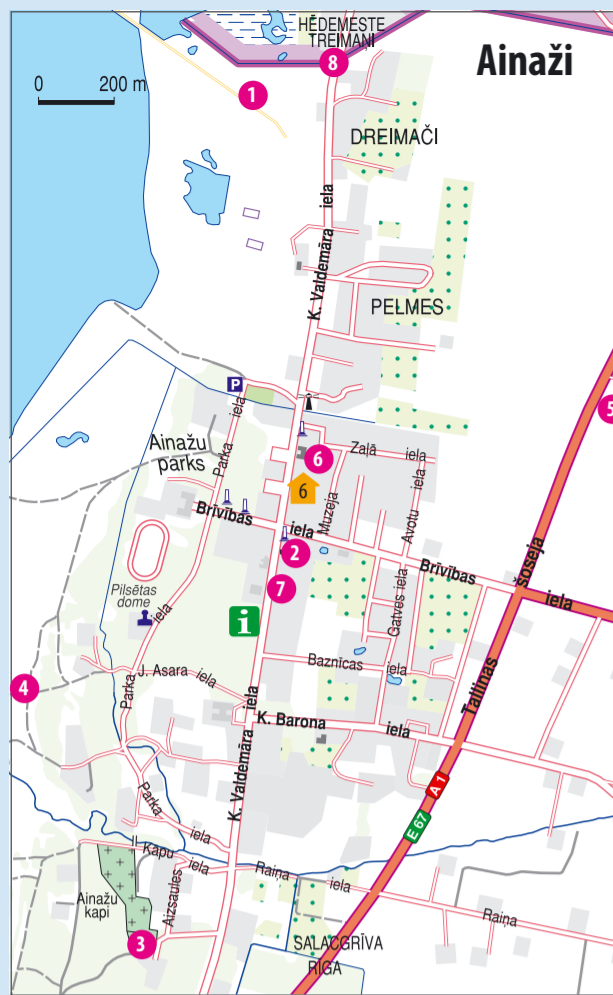 HĒDEMESTE
TREIMAŅI
Ainaži
8
0 200 m
1
DREIMAČI
K. Valdemāra iela
PELMES
P
5
Ainažu
parks
Parka iela
6
Zaļā iela
6
Muzeja
Avotu iela
Brīvības iela
Brīvības iela
2
Tallinas šoseja
7
Gatves iela
Pilsētas
dome
i
Baznīcas iela
4
Parka iela
J. Asara iela
K. Barona iela
K. Valdemāra iela
A 1
E 67
Parka iela
Kapu iela
Raiņa iela
Raiņa
Ainažu
kapi
Aizsaules
3
SALACGRĪVA
RĪGA